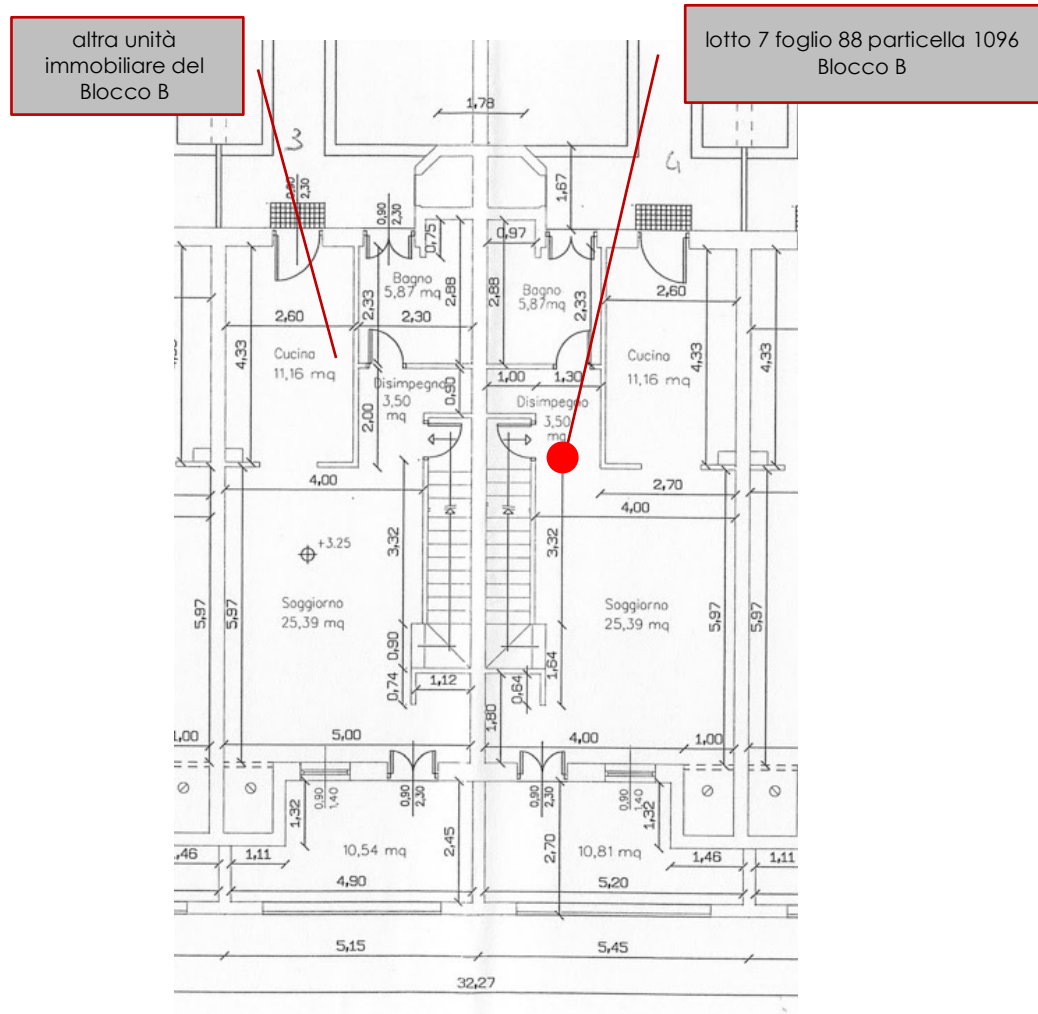 altra unità
immobiliare del
Blocco B
lotto 7 foglio 88 particella 1096
Blocco B
1,78
3
4
0,90
2,30
0,90
2,30
1,67
0,75
0,97
Bagno
5,87 mq
2,33
2,88
2,88
Bagno
5,87mq
2,33
2,60
2,30
2,60
4,33
Cucina
11,16 mq
Cucina
11,16 mq
4,33
4,33
Disimpegno
3,50
mq
0,90
2,00
1,00
1,30
Disimpegno
3,50
mq
4,00
2,70
4,00
+3.25
3,32
3,32
Soggiorno
25,39 mq
Soggiorno
25,39 mq
5,97
5,97
5,97
5,97
0,90
0,74
1,12
0,64
1,64
1,80
1,00
5,00
4,00
1,00
0,90
1,40
0,90
2,30
0,90
2,30
0,90
1,40
1,32
1,32
10,54 mq
2,45
2,70
10,81 mq
1,46
1,11
1,46
1,11
4,90
5,20
5,15
5,45
32,27